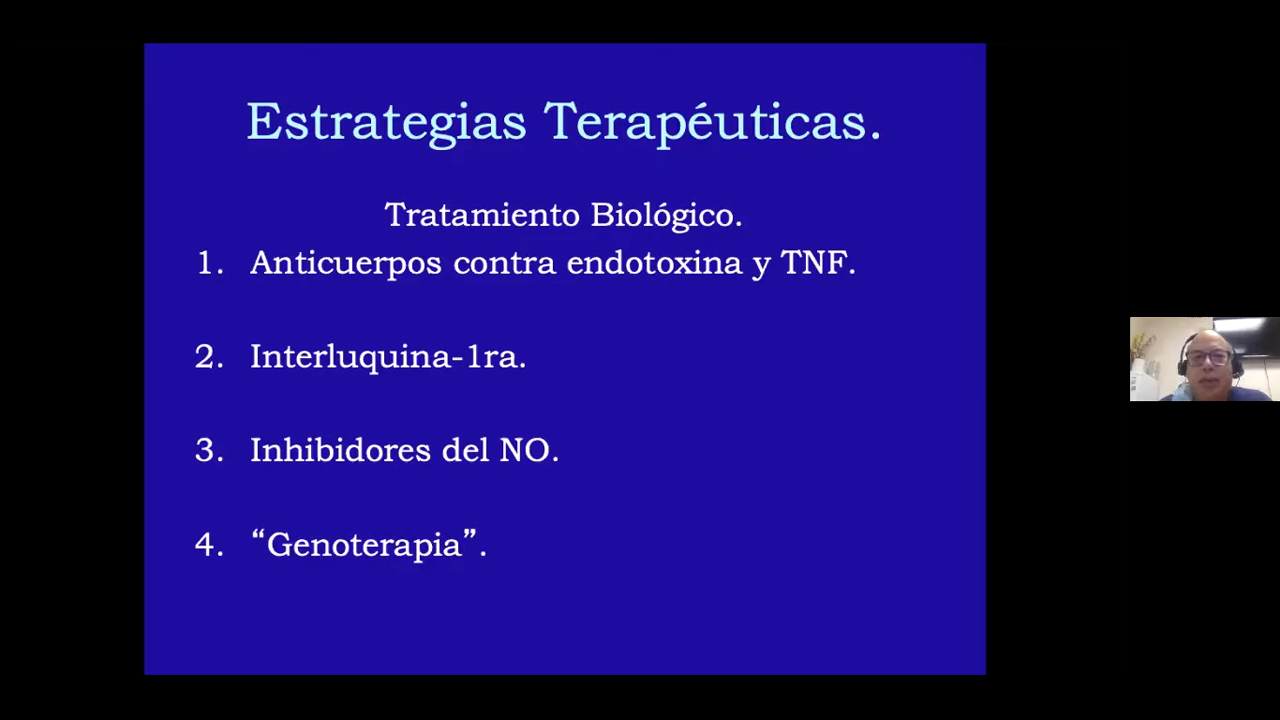 Estrategias Terapéuticas.
Tratamiento Biológico.
1. Anticuerpos contra endotoxina y TNF.
2. Interluquina-1ra.
3. Inhibidores del NO.
4. “Genoterapia”.